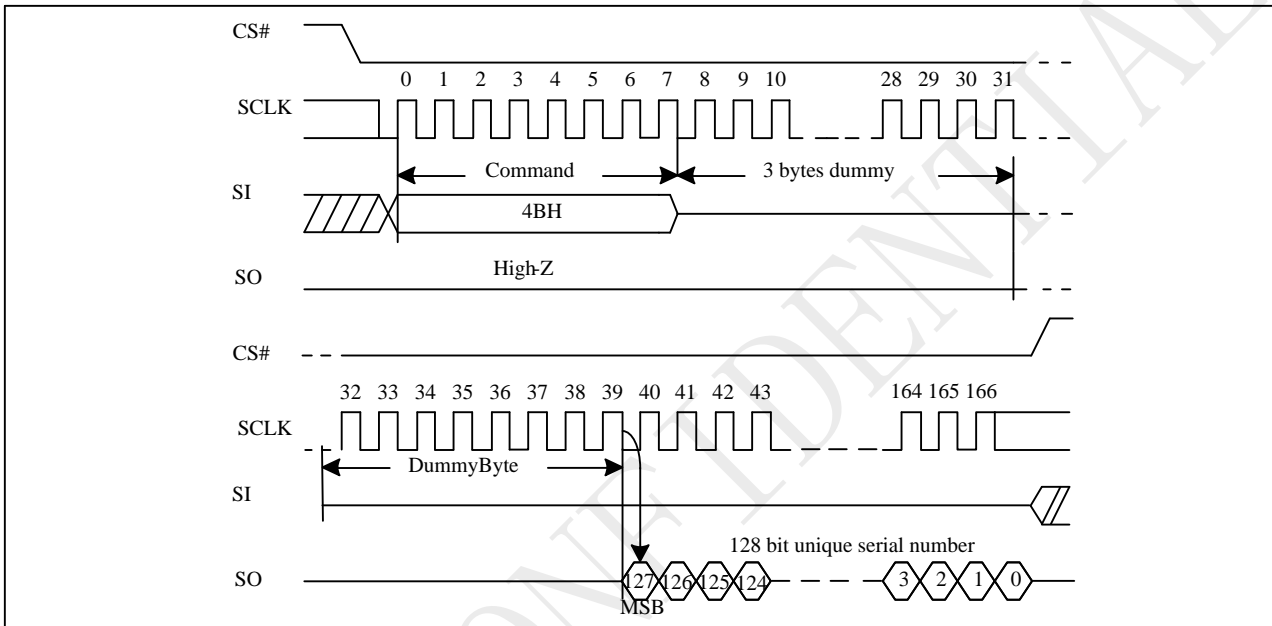 CS#
0 1 2 3 4 5 6 7 8 9 10 28 29 30 31
SCLK
Command 3 bytes dummy
SI
4BH
High-Z
SO
CS#
32 33 34 35 36 37 38 39 40 41 42 43 164 165 166
SCLK
DummyByte
SI
128 bit unique serial number
SO 127 126 125 124 3 2 1 0
MSB
CONFIDENTIAL